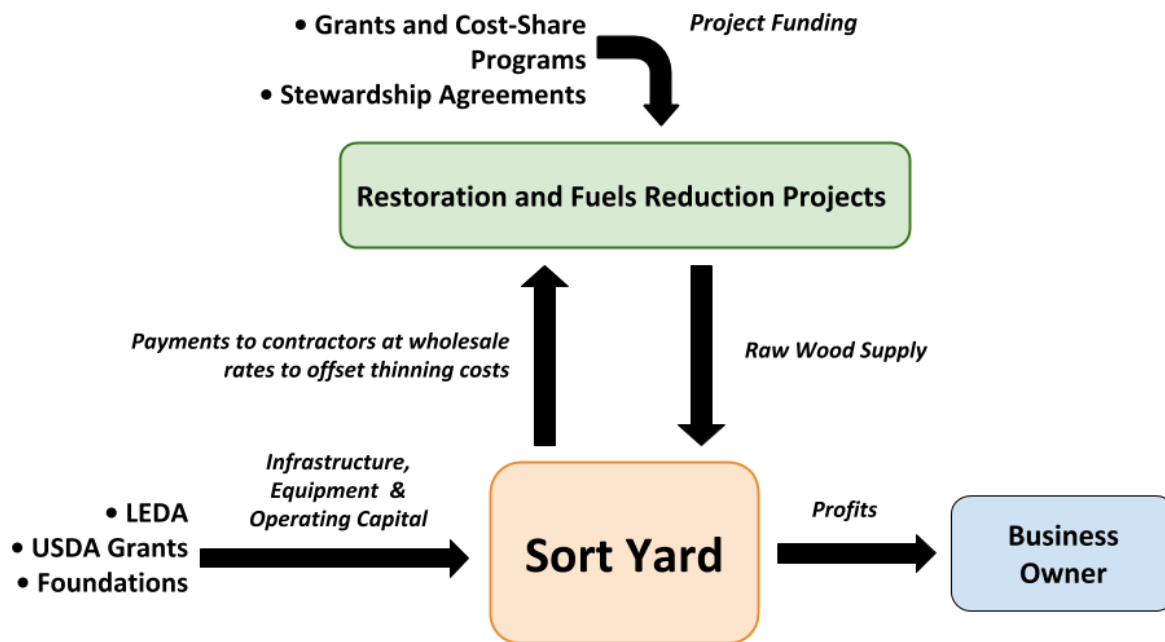 • Grants and Cost-Share
Programs
• Stewardship Agreements
Project Funding
Restoration and Fuels Reduction Projects
Payments to contractors at wholesale
rates to offset thinning costs
Raw Wood Supply
• LEDA
• USDA Grants
• Foundations
Infrastructure,
Equipment &
Operating Capital
Sort Yard
Profits
Business
Owner